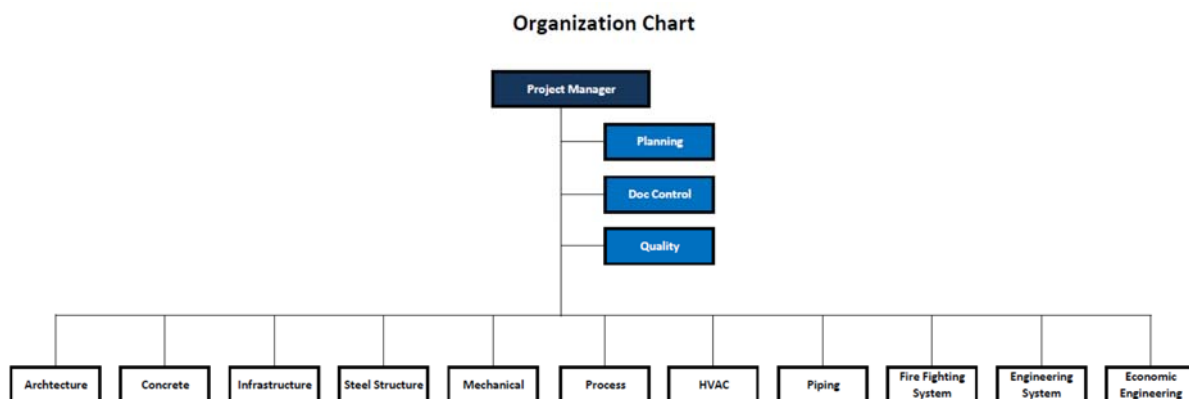 Organization Chart
Project Manager
Planning
Doc Control
Quality
Archtecture
Concrete
Infrastructure
Steel Structure
Mechanical
Process
HVAC
Piping
Fire Fighting
System
Engineering
System
Economic
Engineering